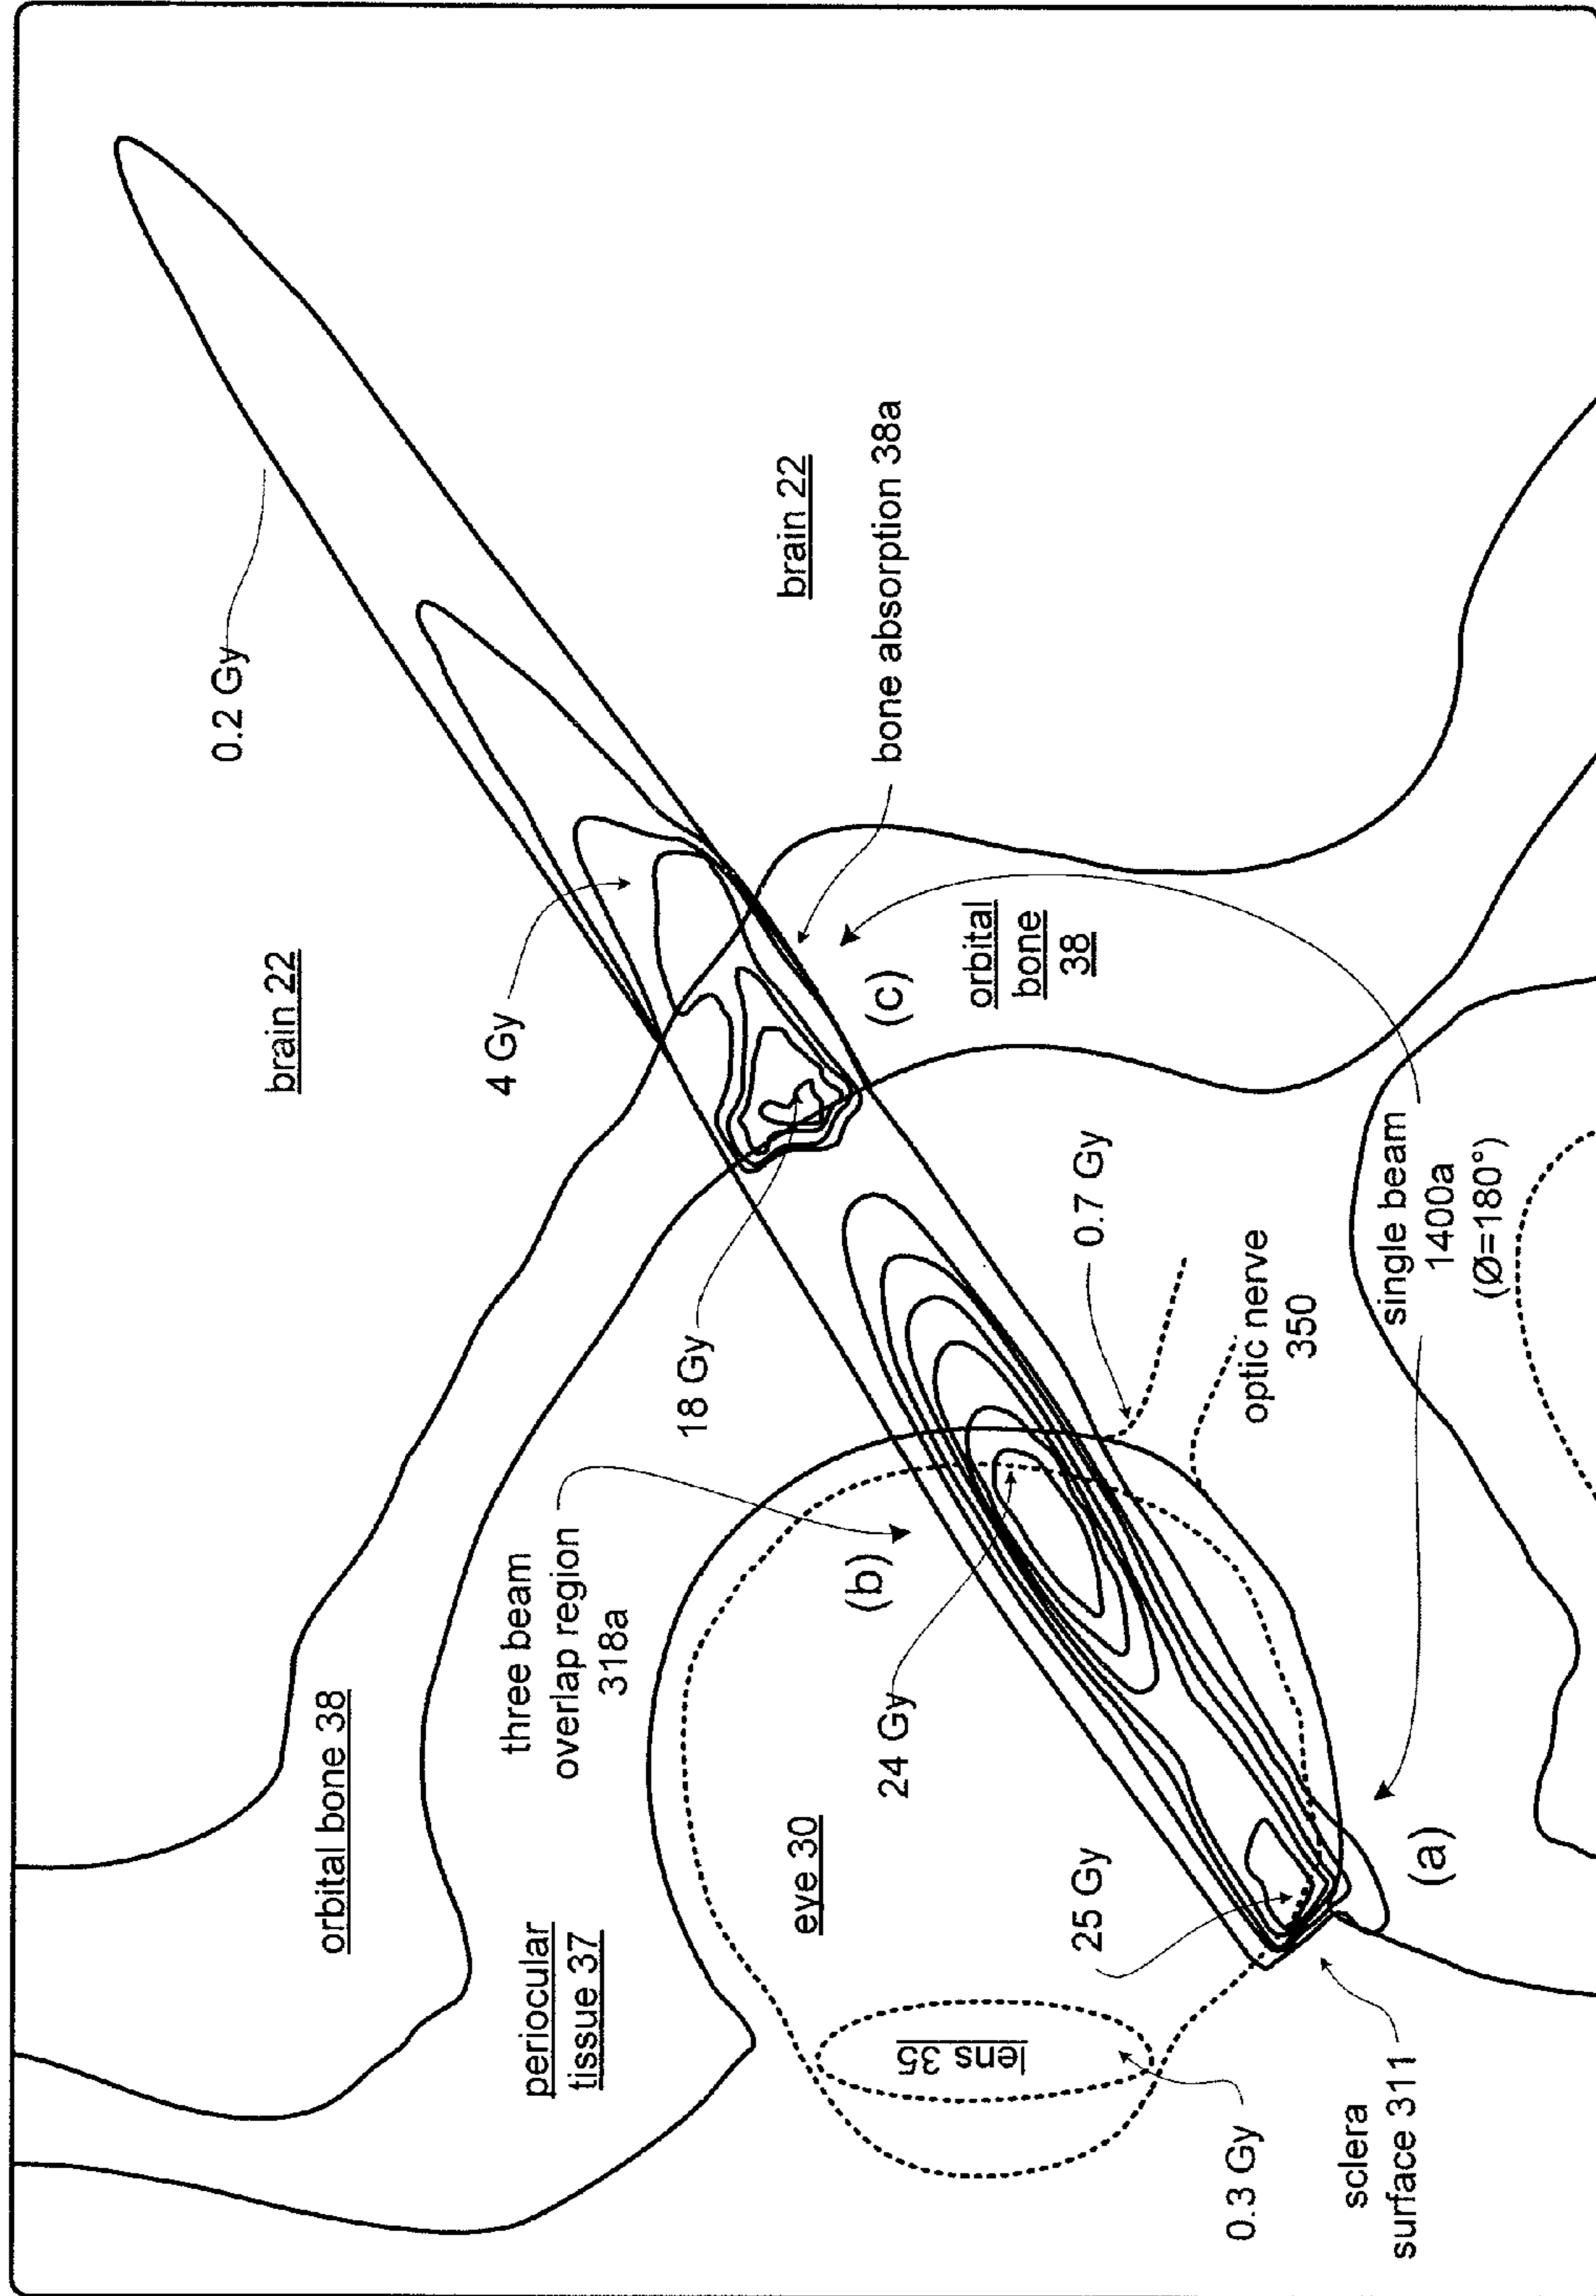 brain 22
0.2 Gy
4 Gy
brain 22
bone absorption 38a
orbital
bone
38
(c)
18 Gy
0.7 Gy
optic nerve
350
single beam
1400a
(Ø=180°)
orbital bone 38
three beam
overlap region
318a
(b)
24 Gy
periocular
tissue 37
eye 30
25 Gy
(a)
lens 35
0.3 Gy
sclera
surface 311